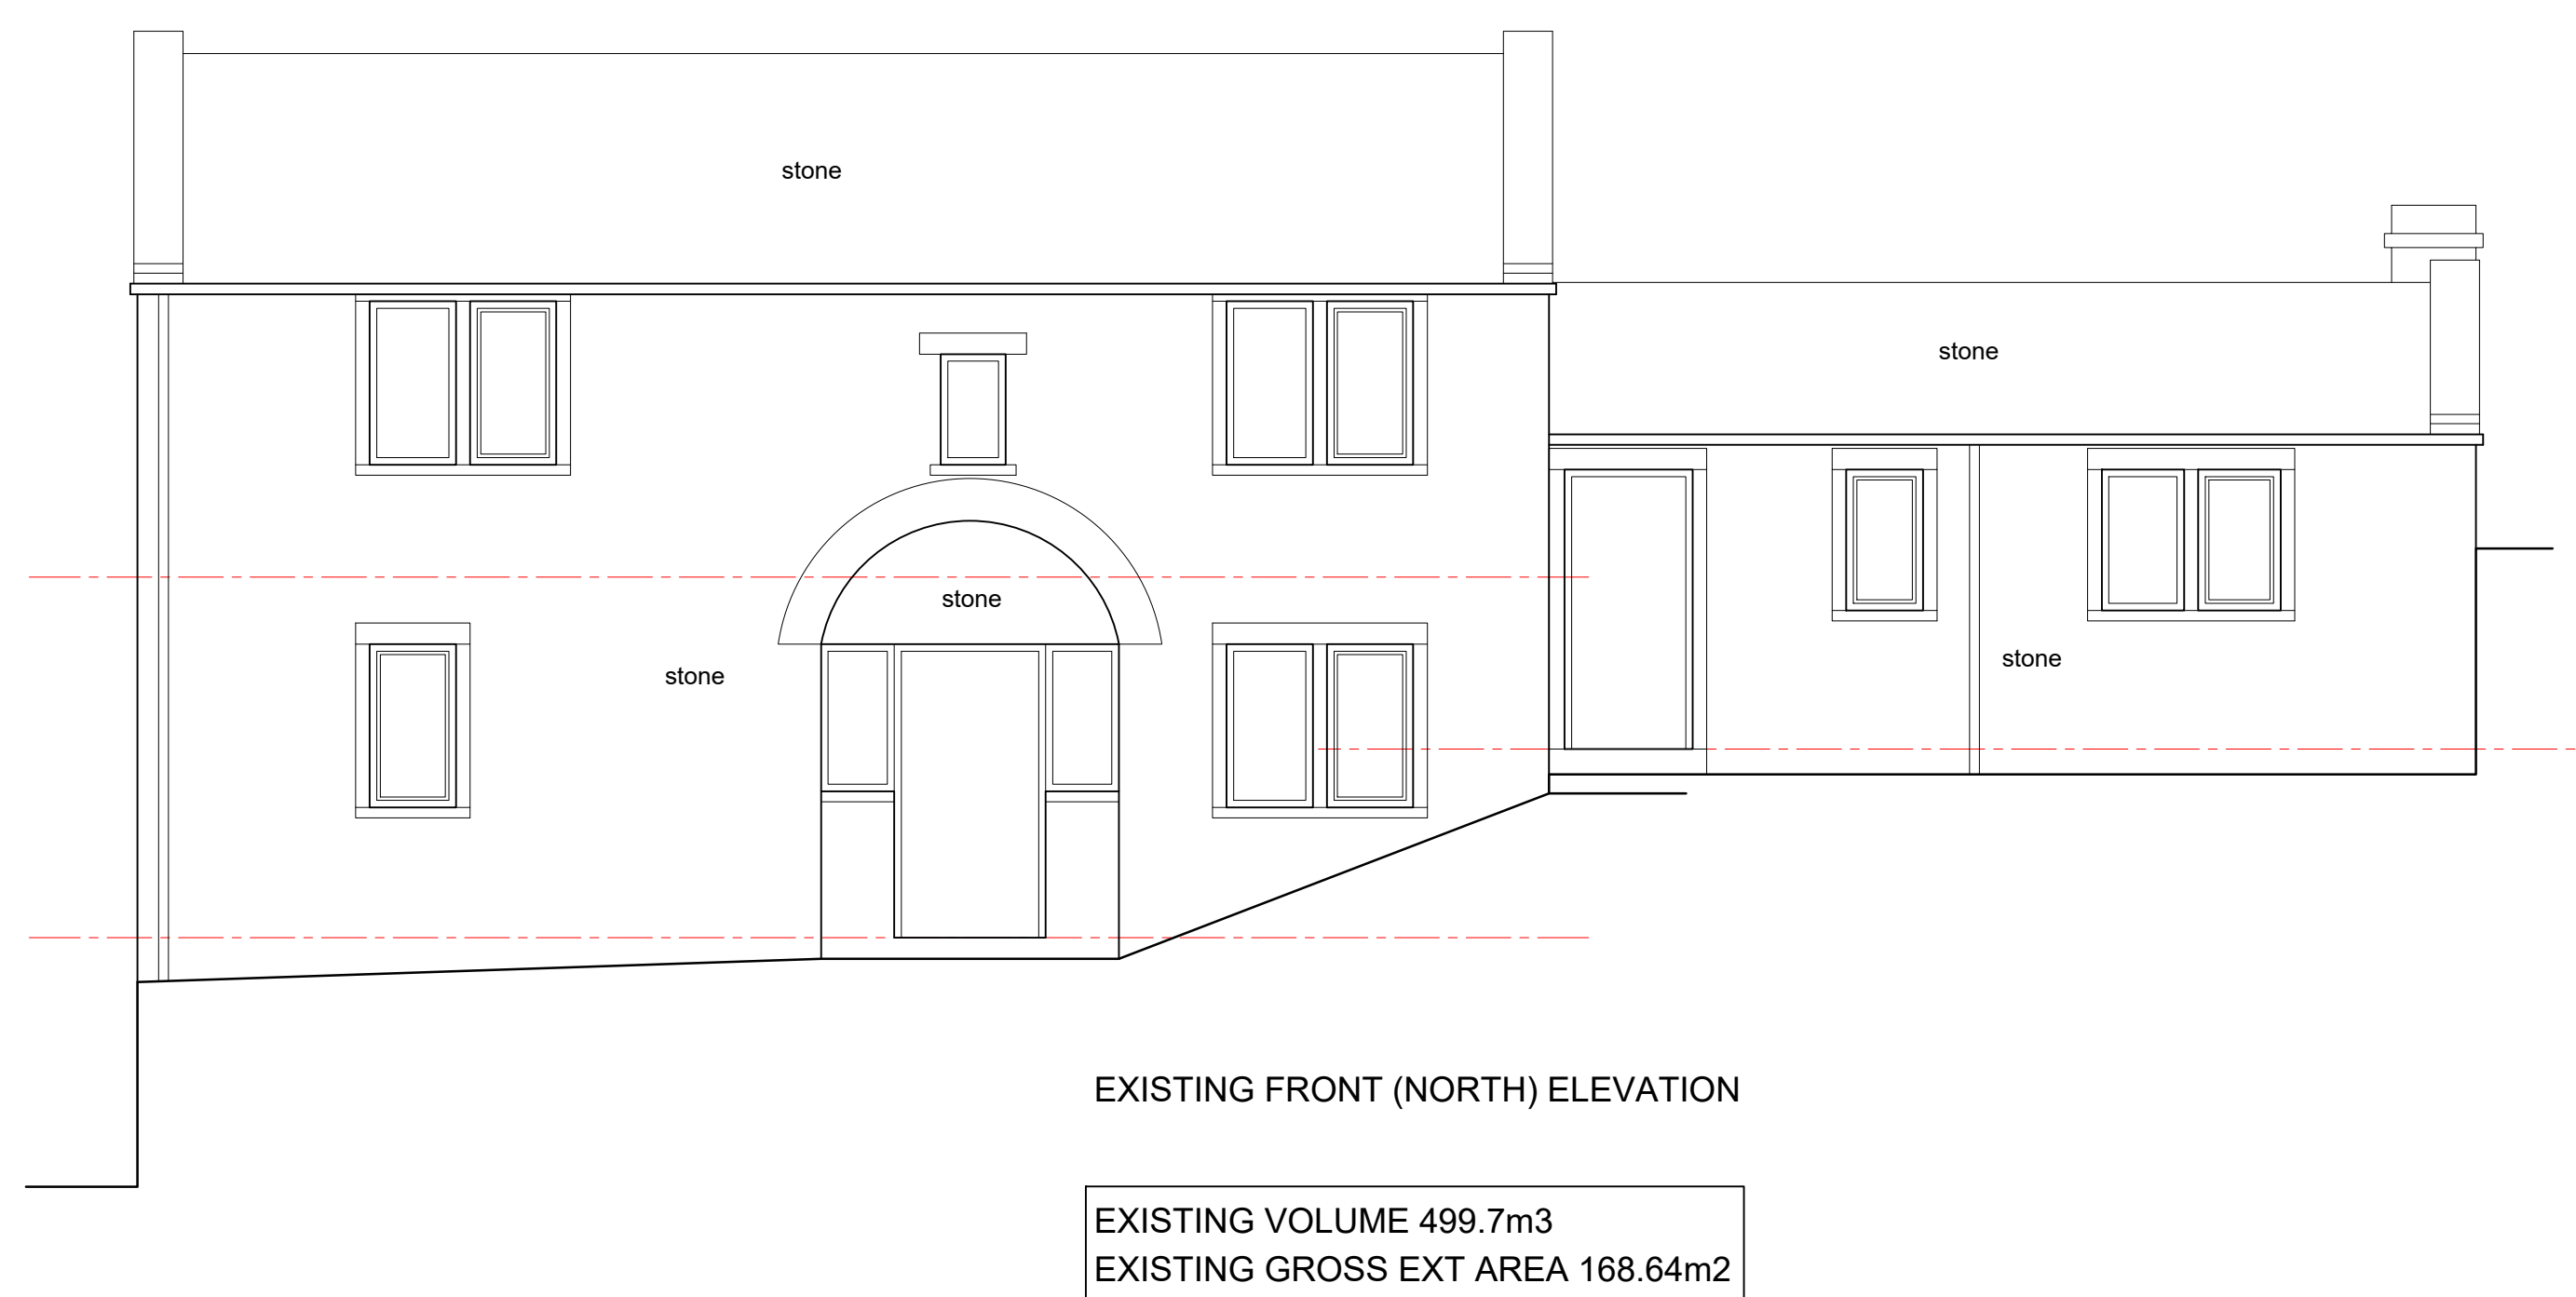 stone
stone
stone
stone
stone
EXISTING FRONT (NORTH) ELEVATION
EXISTING VOLUME 499.7m3
EXISTING GROSS EXT AREA 168.64m2